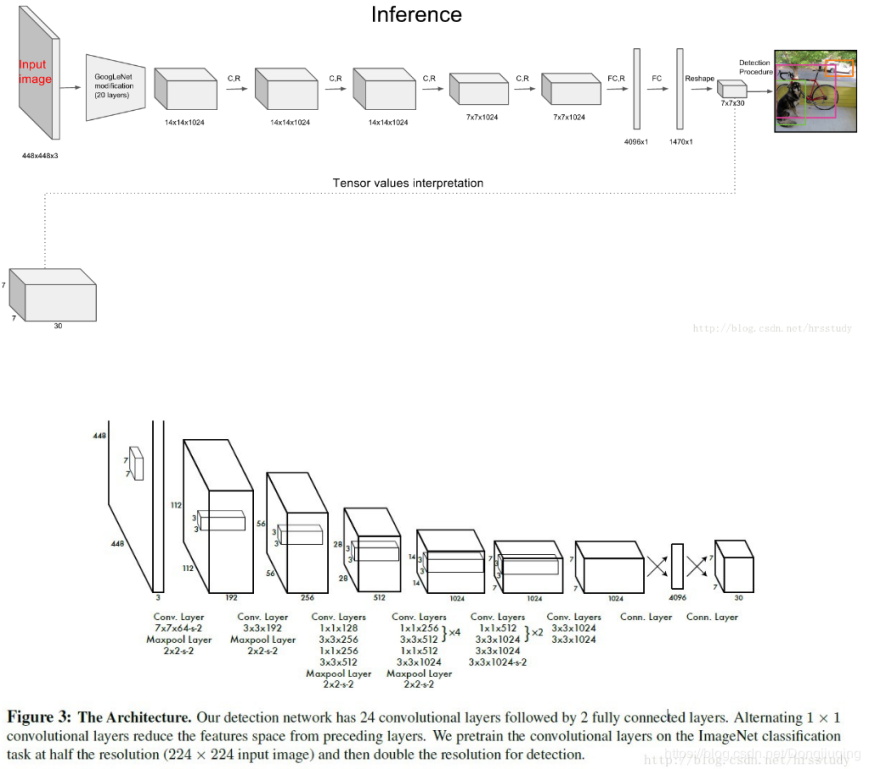 Inference
Input
image
GoogLeNet
modification
(20 layers)
C,R
C,R
C,R
C,R
FC,R
FC
Reshape
Detection
Procedure
448x448x3
14x14x1024
14x14x1024
14x14x1024
7x7x1024
7x7x1024
4096x1
1470x1
7x7x30
Tensor values interpretation
7
7
30
http://blog.csdn.net/hrsstudy
448
448
7
7
3
112
112
3
3
192
56
56
3
3
256
28
28
3
3
512
14
14
3
3
1024
7
7
3
3
1024
7
7
1024
4096
7
7
30
Conv. Layer
7x7x64-s-2
Maxpool Layer
2x2-s-2
Conv. Layer
3x3x192
Maxpool Layer
2x2-s-2
Conv. Layers
1x1x128
3x3x256
1x1x256
3x3x512
Maxpool Layer
2x2-s-2
Conv. Layers
1x1x256
3x3x512
}×4
1x1x512
3x3x1024
Maxpool Layer
2x2-s-2
Conv. Layers
1x1x512
3x3x1024
}×2
3x3x1024
3x3x1024-s-2
Conv. Layers
3x3x1024
3x3x1024
Conn. Layer
Conn. Layer
Figure 3: The Architecture. Our detection network has 24 convolutional layers followed by 2 fully connected layers. Alternating 1 × 1
convolutional layers reduce the features space from preceding layers. We pretrain the convolutional layers on the ImageNet classification
task at half the resolution (224 × 224 input image) and then double the resolution for detection.
http://blog.csdn.net/hrsstudy